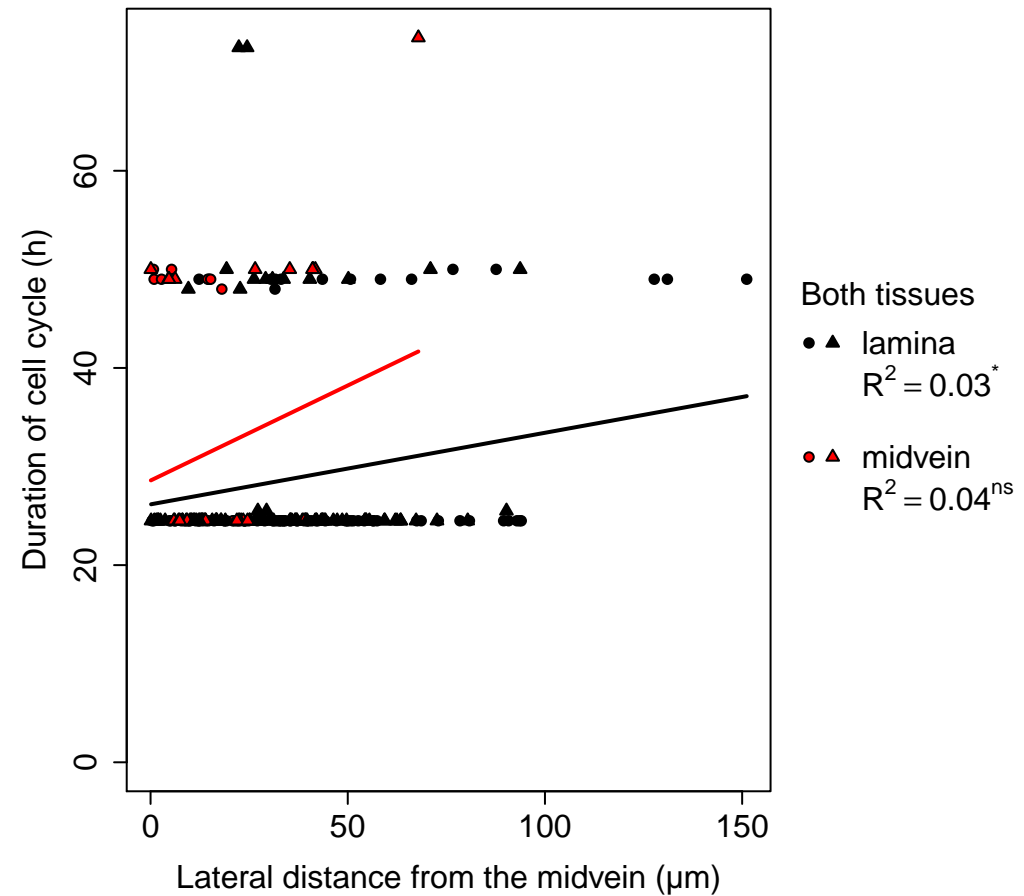 60
40
20
0
Duration of cell cycle (h)
0 50 100 150
Lateral distance from the midvein (µm)
Both tissues
lamina
R² = 0.03*
midvein
R² = 0.04ⁿˢ